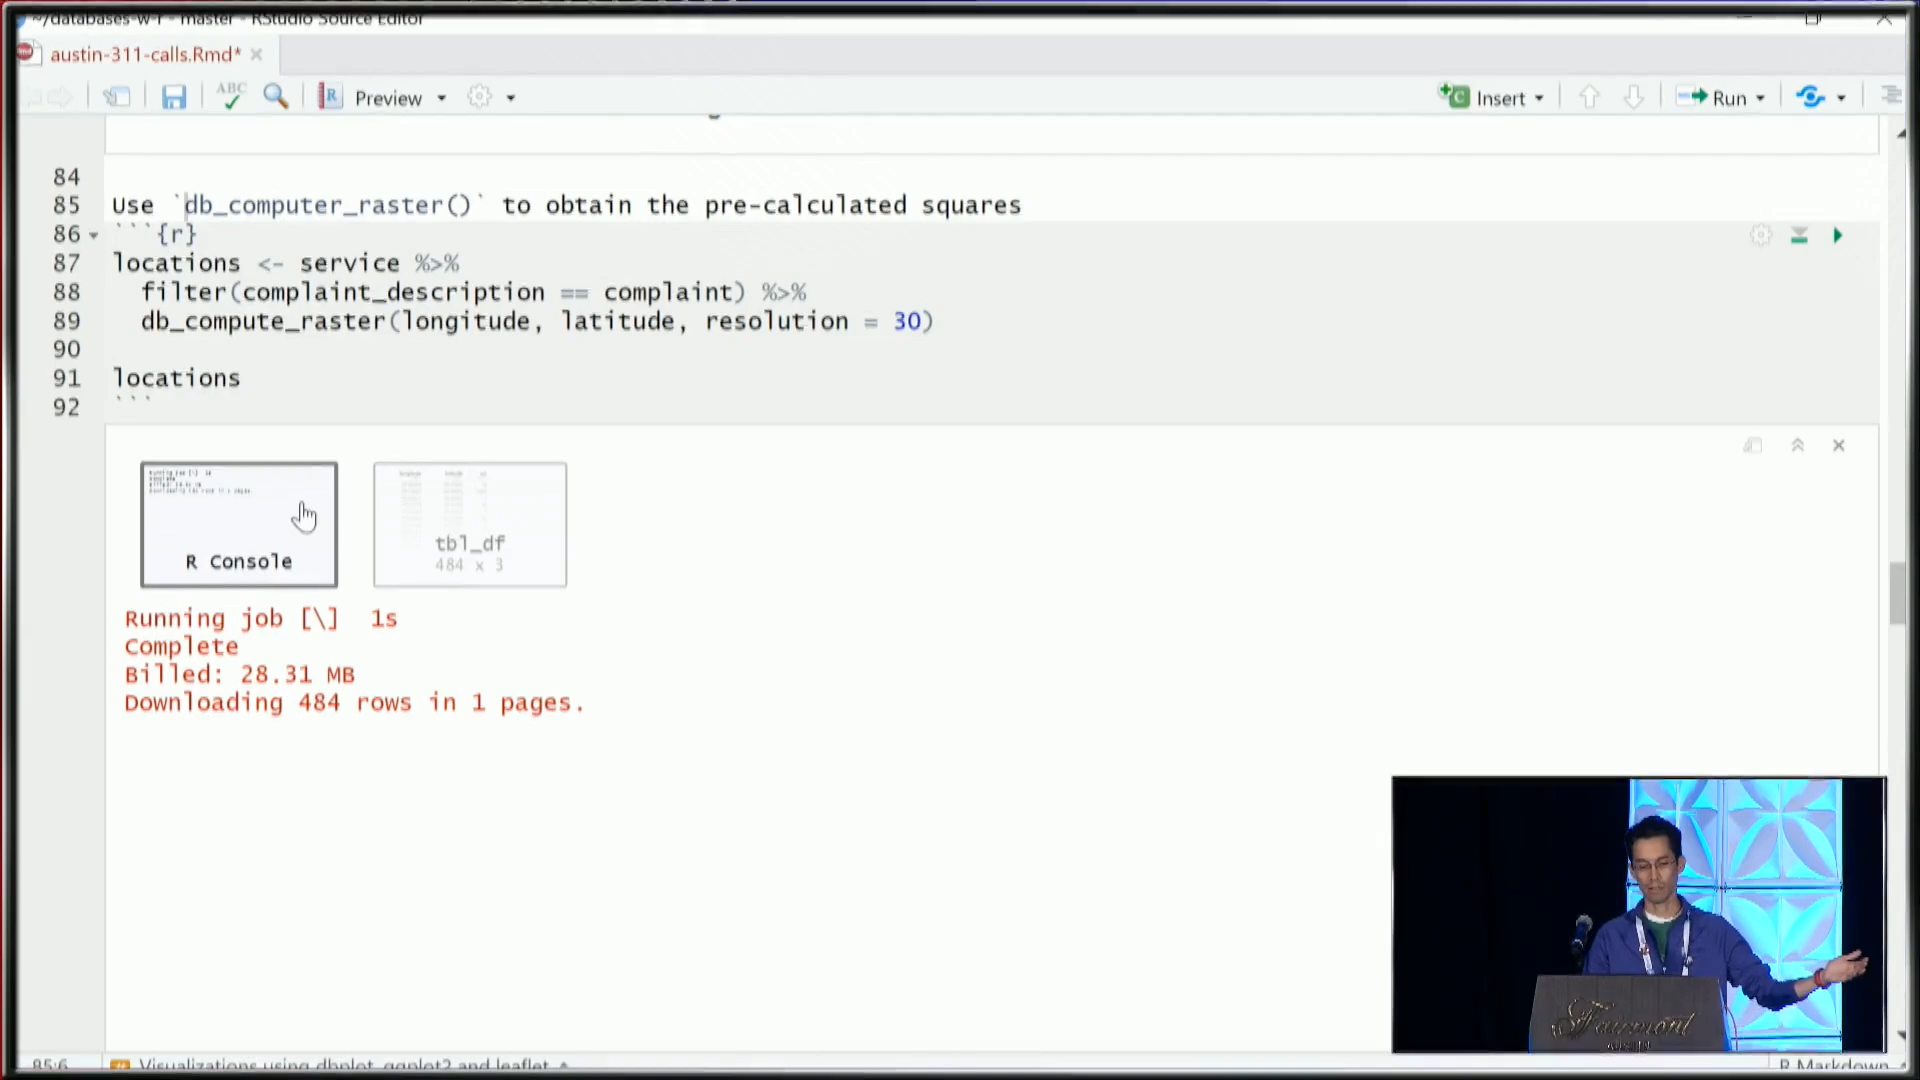 ~/databases-w-r - master - RStudio Source Editor
austin-311-calls.Rmd*
ABC
Preview
Insert
Run
84
85 Use `db_computer_raster()` to obtain the pre-calculated squares
86 ```{r}
87 locations <- service %>%
88 filter(complaint_description == complaint) %>%
89 db_compute_raster(longitude, latitude, resolution = 30)
90
91 locations
92 ```
R Console
tbl_df
484 x 3
Running job [\] 1s
Complete
Billed: 28.31 MB
Downloading 484 rows in 1 pages.
Fairmont
85:6 Visualizations using dbplot, ggplot2 and leaflet
R Markdown